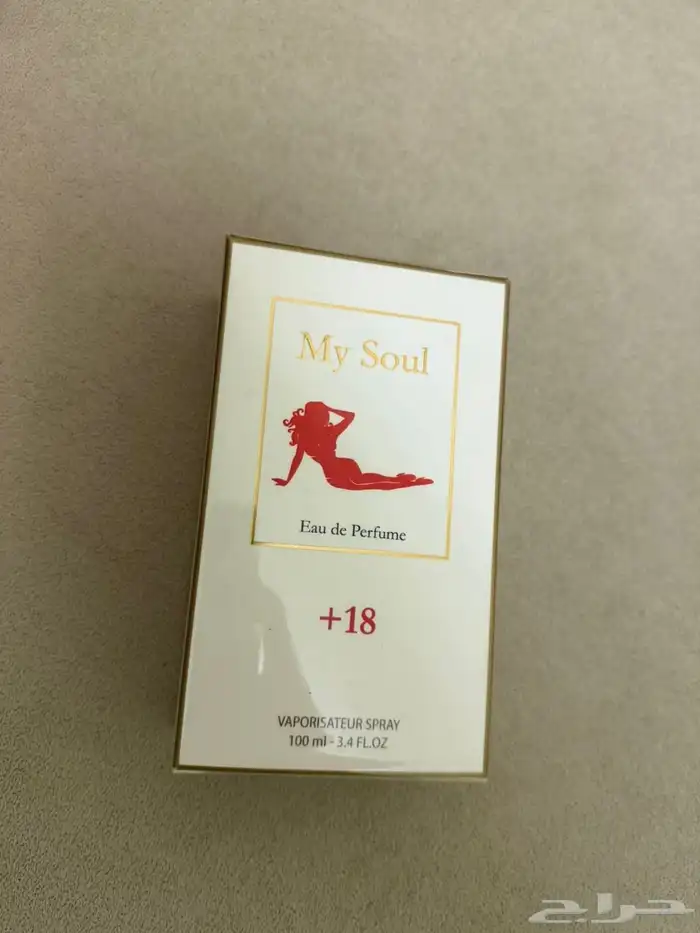 My Soul
Eau de Perfume
+18
VAPORISATEUR SPRAY
100 ml - 3.4 FL.OZ
حراج